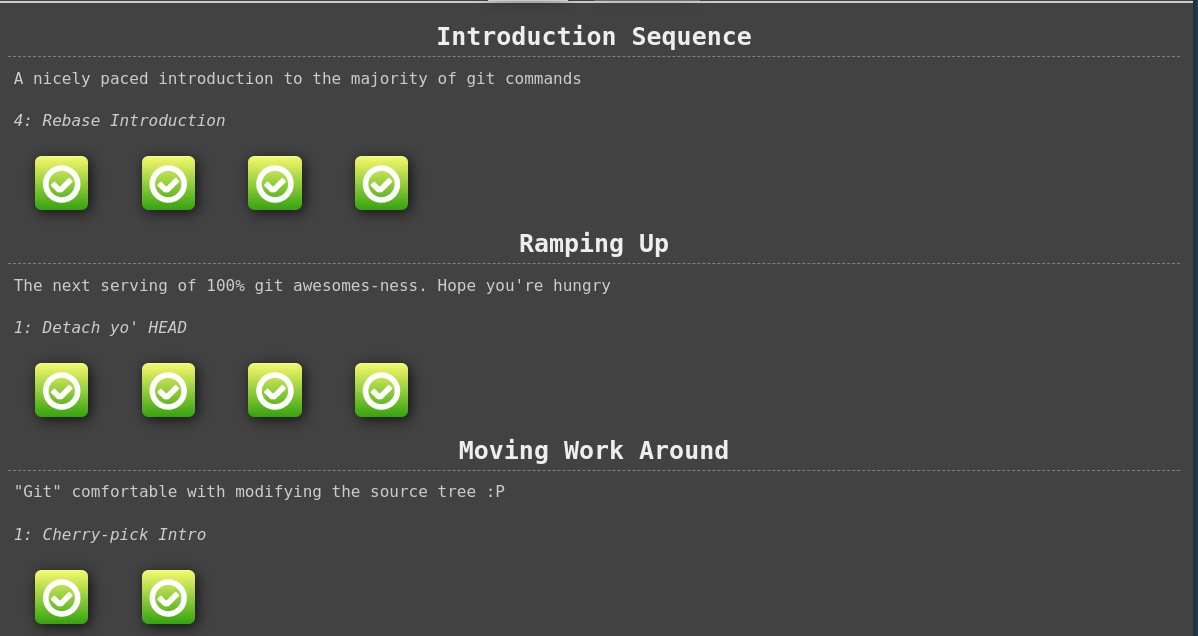 Introduction Sequence
A nicely paced introduction to the majority of git commands
4: Rebase Introduction
Ramping Up
The next serving of 100% git awesomes-ness. Hope you're hungry
1: Detach yo' HEAD
Moving Work Around
"Git" comfortable with modifying the source tree :P
1: Cherry-pick Intro